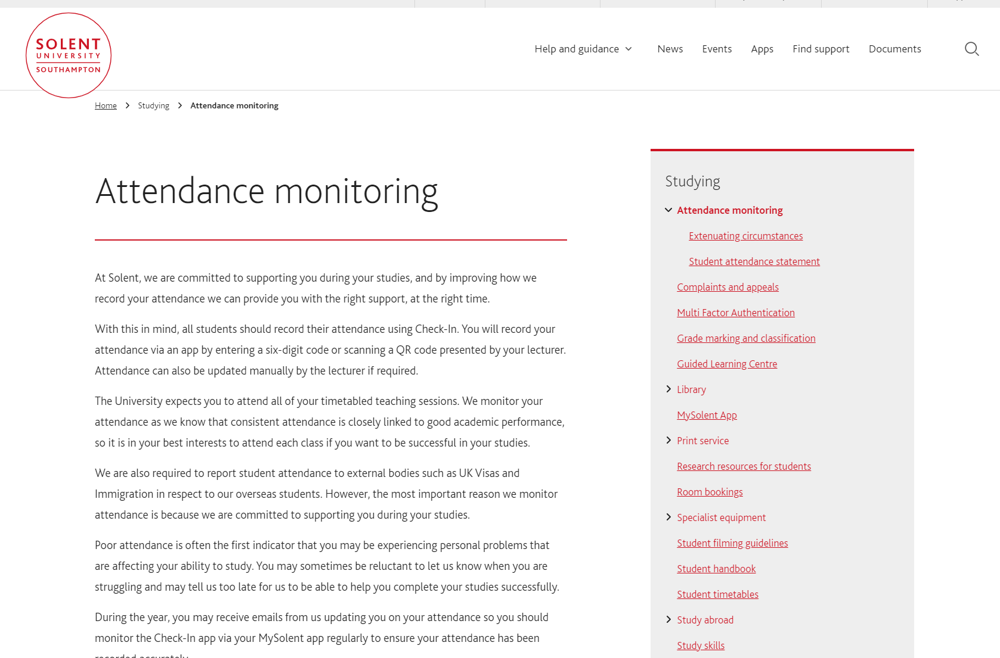 SOLENT
UNIVERSITY
SOUTHAMPTON
Help and guidance
News
Events
Apps
Find support
Documents
Home
Studying
Attendance monitoring
Attendance monitoring
At Solent, we are committed to supporting you during your studies, and by improving how we
record your attendance we can provide you with the right support, at the right time.
With this in mind, all students should record their attendance using Check-In. You will record your
attendance via an app by entering a six-digit code or scanning a QR code presented by your lecturer.
Attendance can also be updated manually by the lecturer if required.
The University expects you to attend all of your timetabled teaching sessions. We monitor your
attendance as we know that consistent attendance is closely linked to good academic performance,
so it is in your best interests to attend each class if you want to be successful in your studies.
We are also required to report student attendance to external bodies such as UK Visas and
Immigration in respect to our overseas students. However, the most important reason we monitor
attendance is because we are committed to supporting you during your studies.
Poor attendance is often the first indicator that you may be experiencing personal problems that
are affecting your ability to study. You may sometimes be reluctant to let us know when you are
struggling and may tell us too late for us to be able to help you complete your studies successfully.
During the year, you may receive emails from us updating you on your attendance so you should
monitor the Check-In app via your MySolent app regularly to ensure your attendance has been
recorded accurately.
Studying
Attendance monitoring
Extenuating circumstances
Student attendance statement
Complaints and appeals
Multi Factor Authentication
Grade marking and classification
Guided Learning Centre
Library
MySolent App
Print service
Research resources for students
Room bookings
Specialist equipment
Student filming guidelines
Student handbook
Student timetables
Study abroad
Study skills